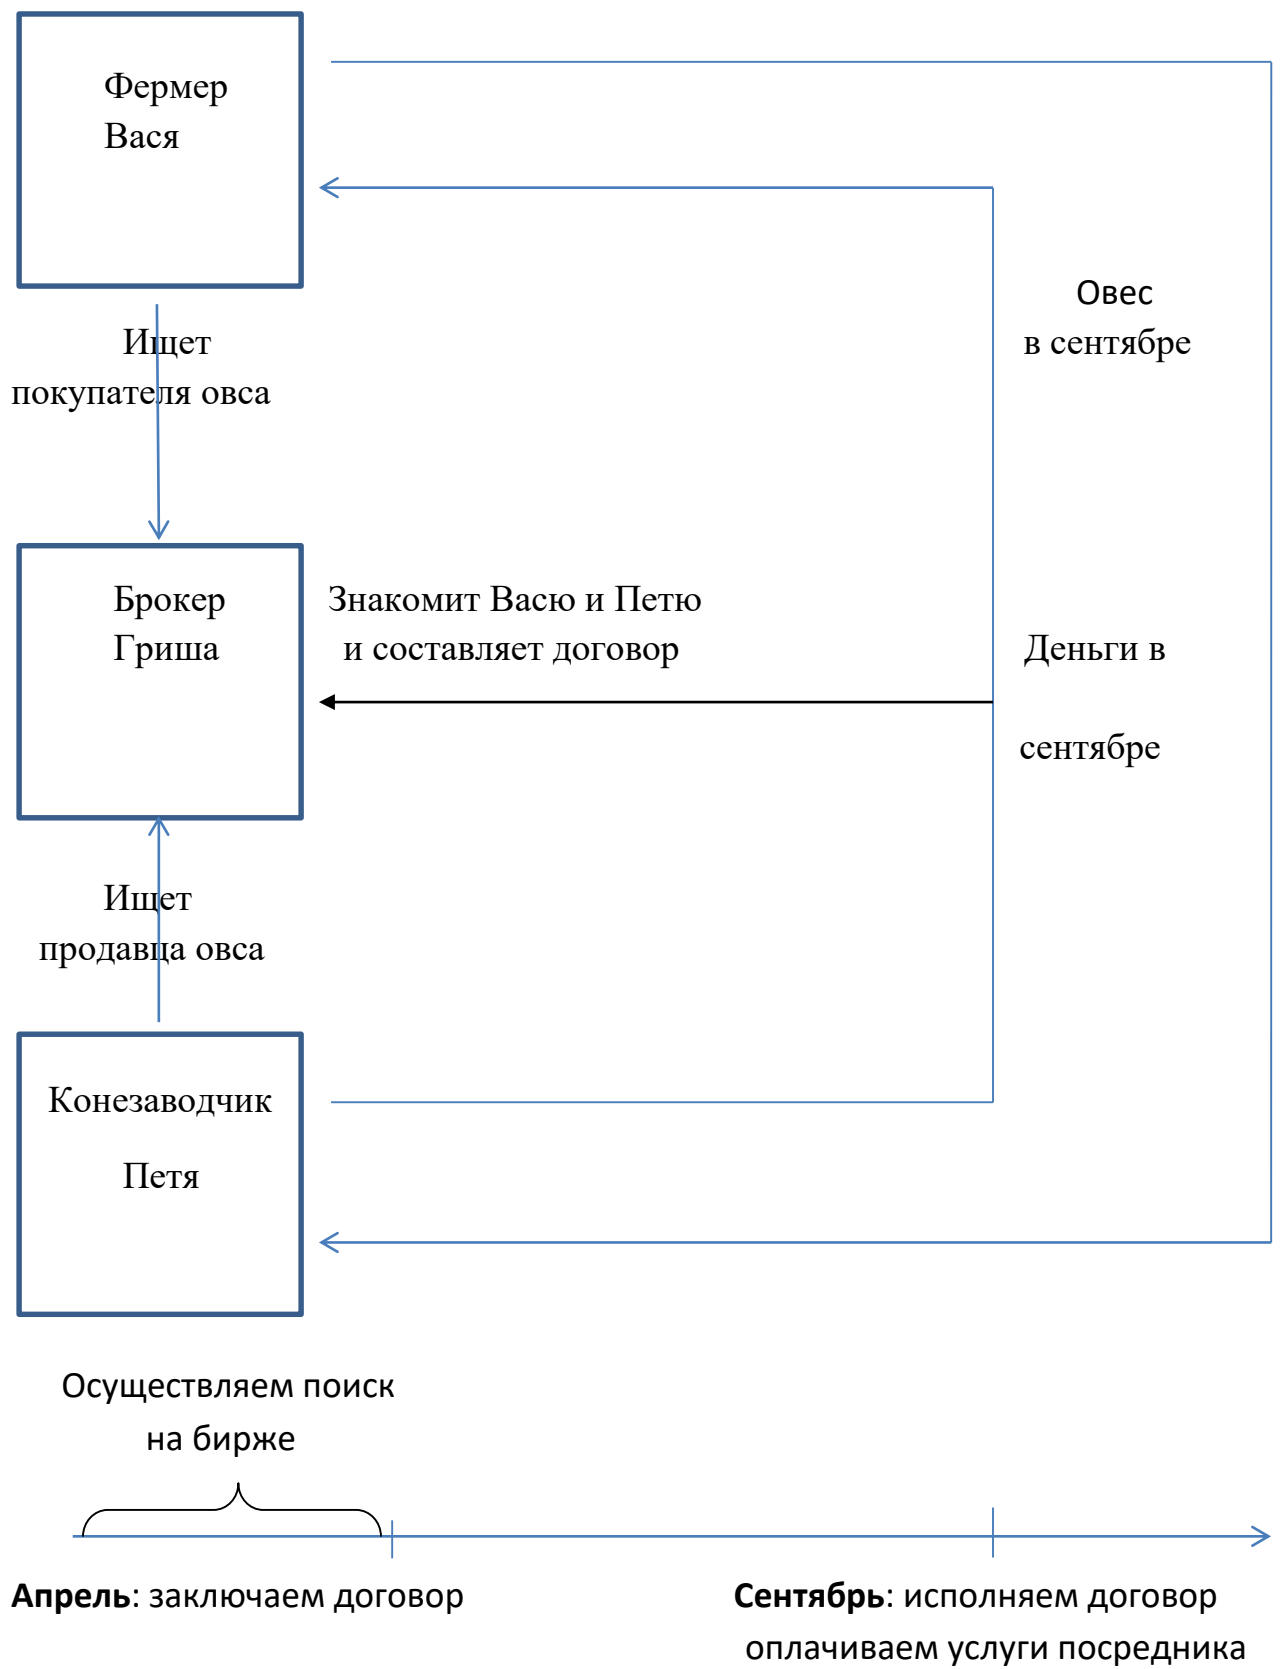 Фермер
Вася
Овес
в сентябре
Ищет
покупателя овса
Брокер
Гриша
Знакомит Васю и Петю
и составляет договор
Деньги в
сентябре
Ищет
продавца овса
Конезаводчик
Петя
Осуществляем поиск
на бирже
Апрель: заключаем договор
Сентябрь: исполняем договор
оплачиваем услуги посредника